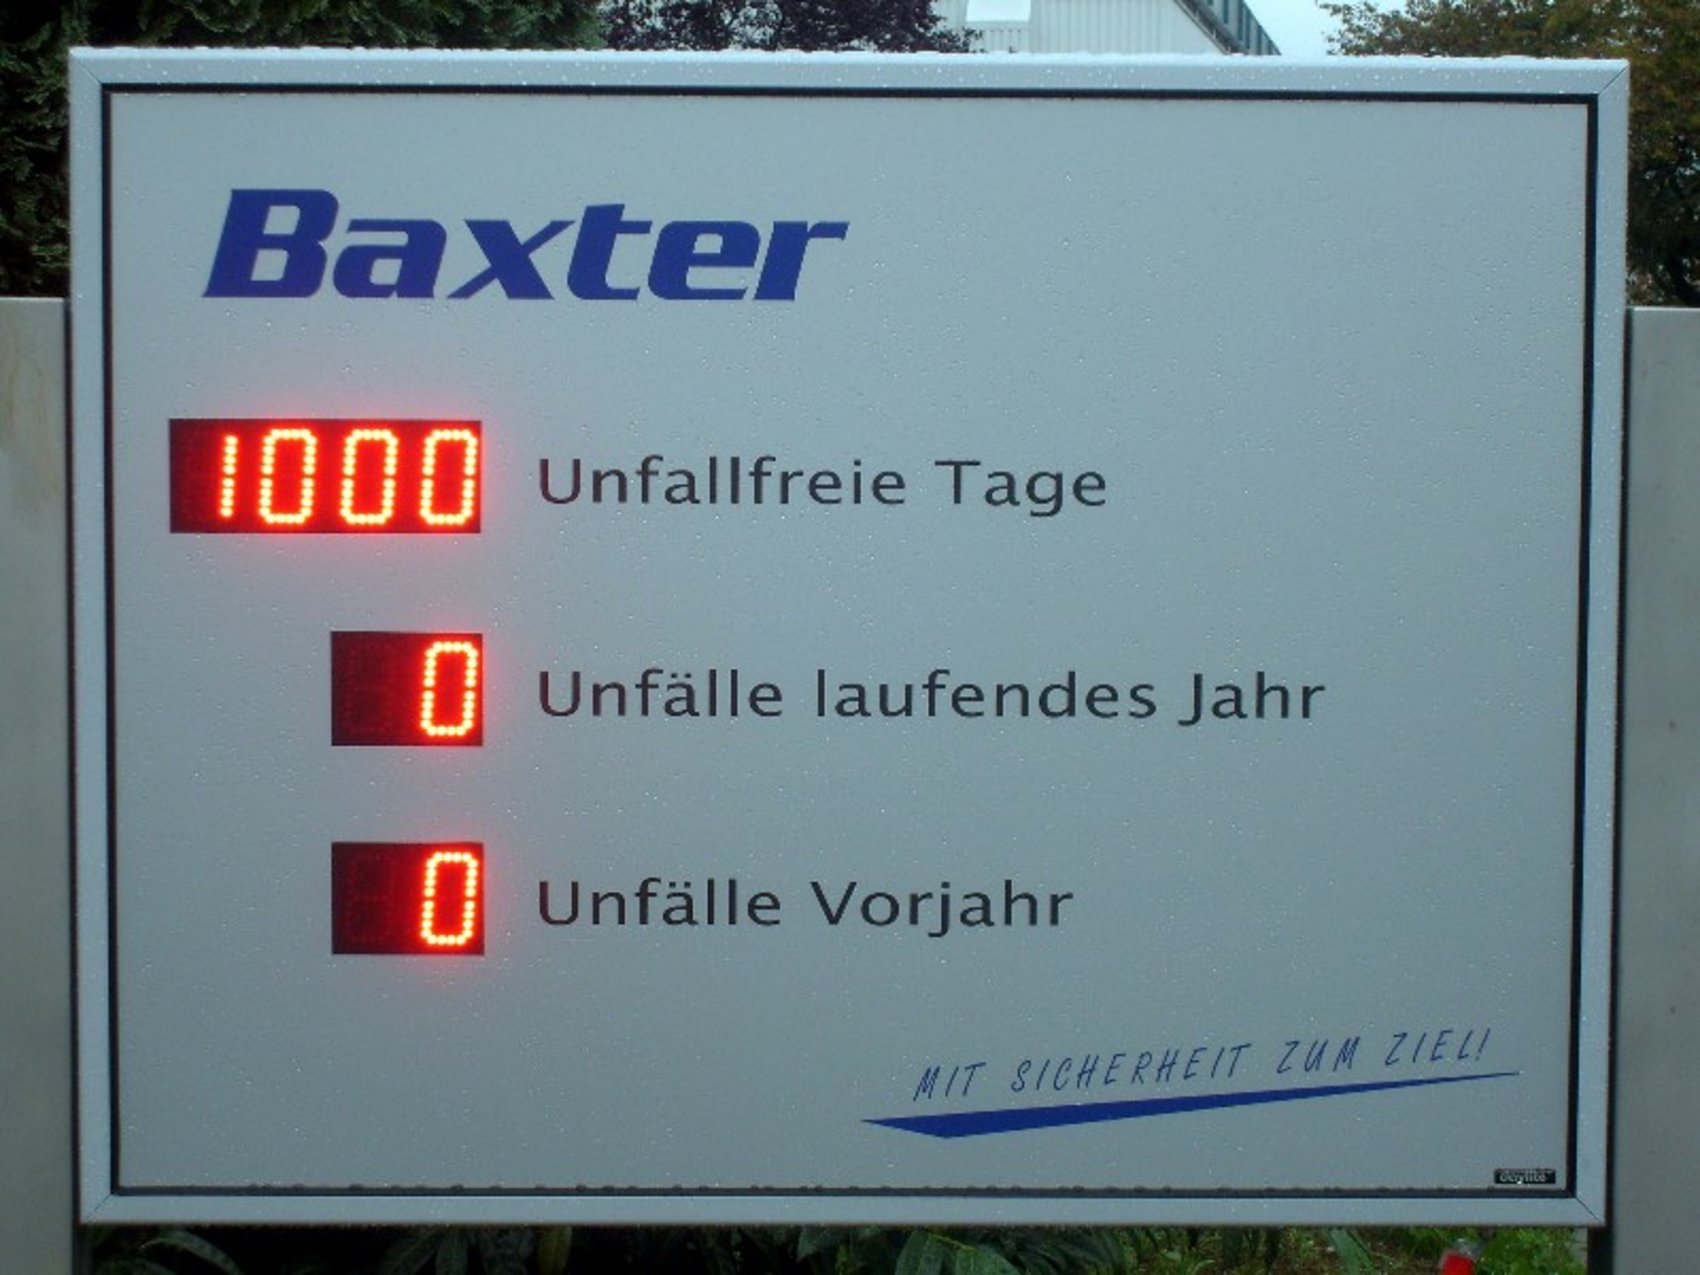 Baxter
1000 Unfallfreie Tage
0 Unfälle laufendes Jahr
0 Unfälle Vorjahr
MIT SICHERHEIT ZUM ZIEL!